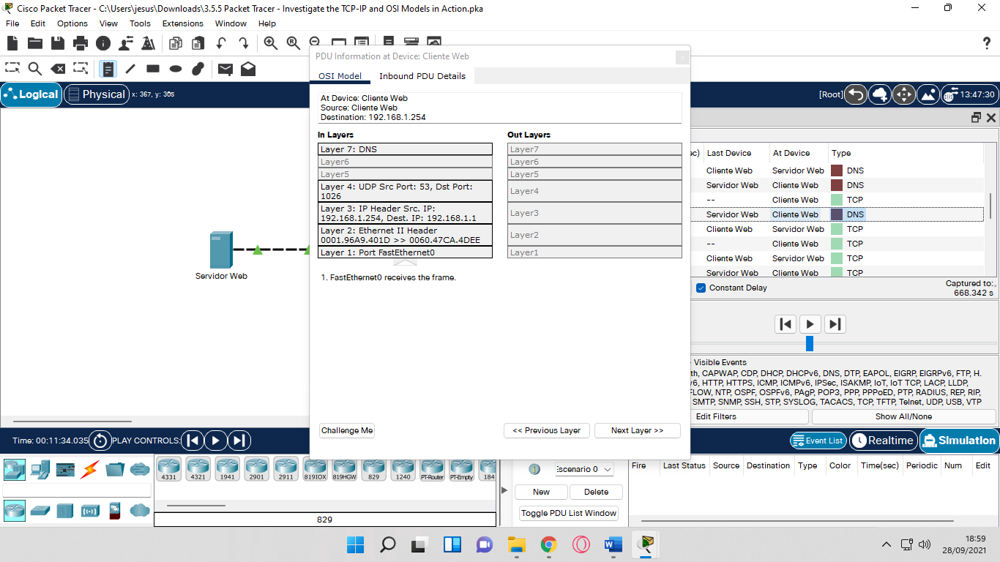 Cisco Packet Tracer - C:\Users\jesus\Downloads\3.5.5 Packet Tracer - Investigate the TCP-IP and OSI Models in Action.pka
File Edit Options View Tools Extensions Window Help
PDU Information at Device: Cliente Web
OSI Model Inbound PDU Details
Logical Physical x: 367, y: 305
[Root] 13:47:30
At Device: Cliente Web
Source: Cliente Web
Destination: 192.168.1.254
In Layers Out Layers
Layer 7: DNS Layer7
Layer6 Layer6
Layer5 Layer5
Layer 4: UDP Src Port: 53, Dst Port:
1026
Layer4
Layer 3: IP Header Src. IP:
192.168.1.254, Dest. IP: 192.168.1.1
Layer3
Layer 2: Ethernet II Header
0001.96A9.401D >> 0060.47CA.4DEE
Layer2
Layer 1: Port FastEthernet0 Layer1
1. FastEthernet0 receives the frame.
Challenge Me << Previous Layer Next Layer >>
Servidor Web
ec) Last Device At Device Type
Cliente Web Servidor Web DNS
Servidor Web Cliente Web DNS
-- Cliente Web TCP
Servidor Web Cliente Web DNS
Cliente Web Servidor Web TCP
-- Cliente Web TCP
Cliente Web Servidor Web TCP
Servidor Web Cliente Web TCP
Constant Delay
Captured to:
668.342 s
- Visible Events
th, CAPWAP, CDP, DHCP, DHCPv6, DNS, DTP, EAPOL, EIGRP, EIGRPv6, FTP, H.
v6, HTTP, HTTPS, ICMP, ICMPv6, IPSec, ISAKMP, IoT, IoT TCP, LACP, LLDP,
FLOW, NTP, OSPF, OSPFv6, PAgP, POP3, PPP, PPPoED, PTP, RADIUS, REP, RIP,
SMTP, SNMP, SSH, STP, SYSLOG, TACACS, TCP, TFTP, Telnet, UDP, USB, VTP
Edit Filters Show All/None
Time: 00:11:34.035 PLAY CONTROLS:
Event List Realtime Simulation
4331 4321 1941 2901 2911 819IOX 819HGW 829 1240 PT-Router PT-Empty 184
829
Escenario 0
New Delete
Toggle PDU List Window
Fire Last Status Source Destination Type Color Time(sec) Periodic Num Edit
18:59
28/09/2021